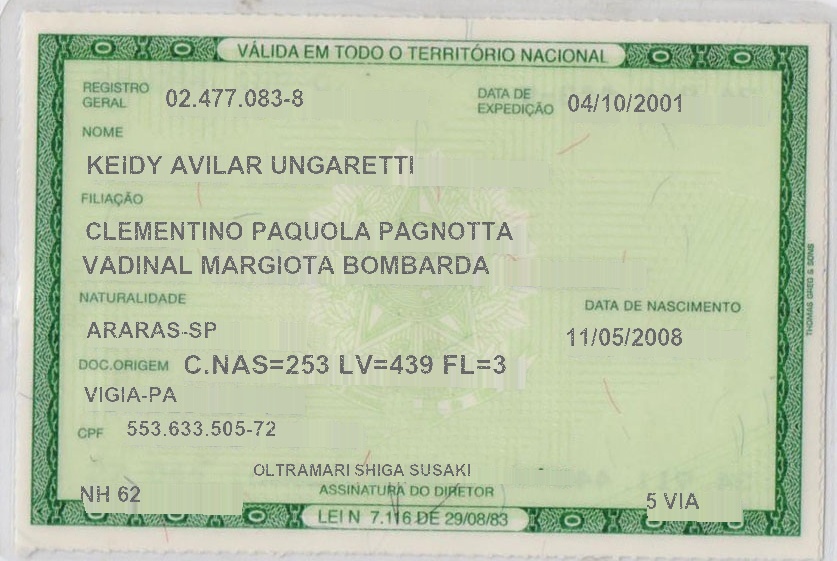 VÁLIDA EM TODO O TERRITÓRIO NACIONAL
REGISTRO GERAL 02.477.083-8 DATA DE EXPEDIÇÃO 04/10/2001
NOME
KEIDY AVILAR UNGARETTI
FILIAÇÃO
CLEMENTINO PAQUOLA PAGNOTTA
VADINAL MARGIOTA BOMBARDA
NATURALIDADE DATA DE NASCIMENTO
ARARAS-SP 11/05/2008
DOC.ORIGEM C.NAS=253 LV=439 FL=3
VIGIA-PA
CPF 553.633.505-72
OLTRAMARI SHIGA SUSAKI
NH 62 ASSINATURA DO DIRETOR 5 VIA
LEI N 7.116 DE 29/08/83
THOMAS GREG & SONS